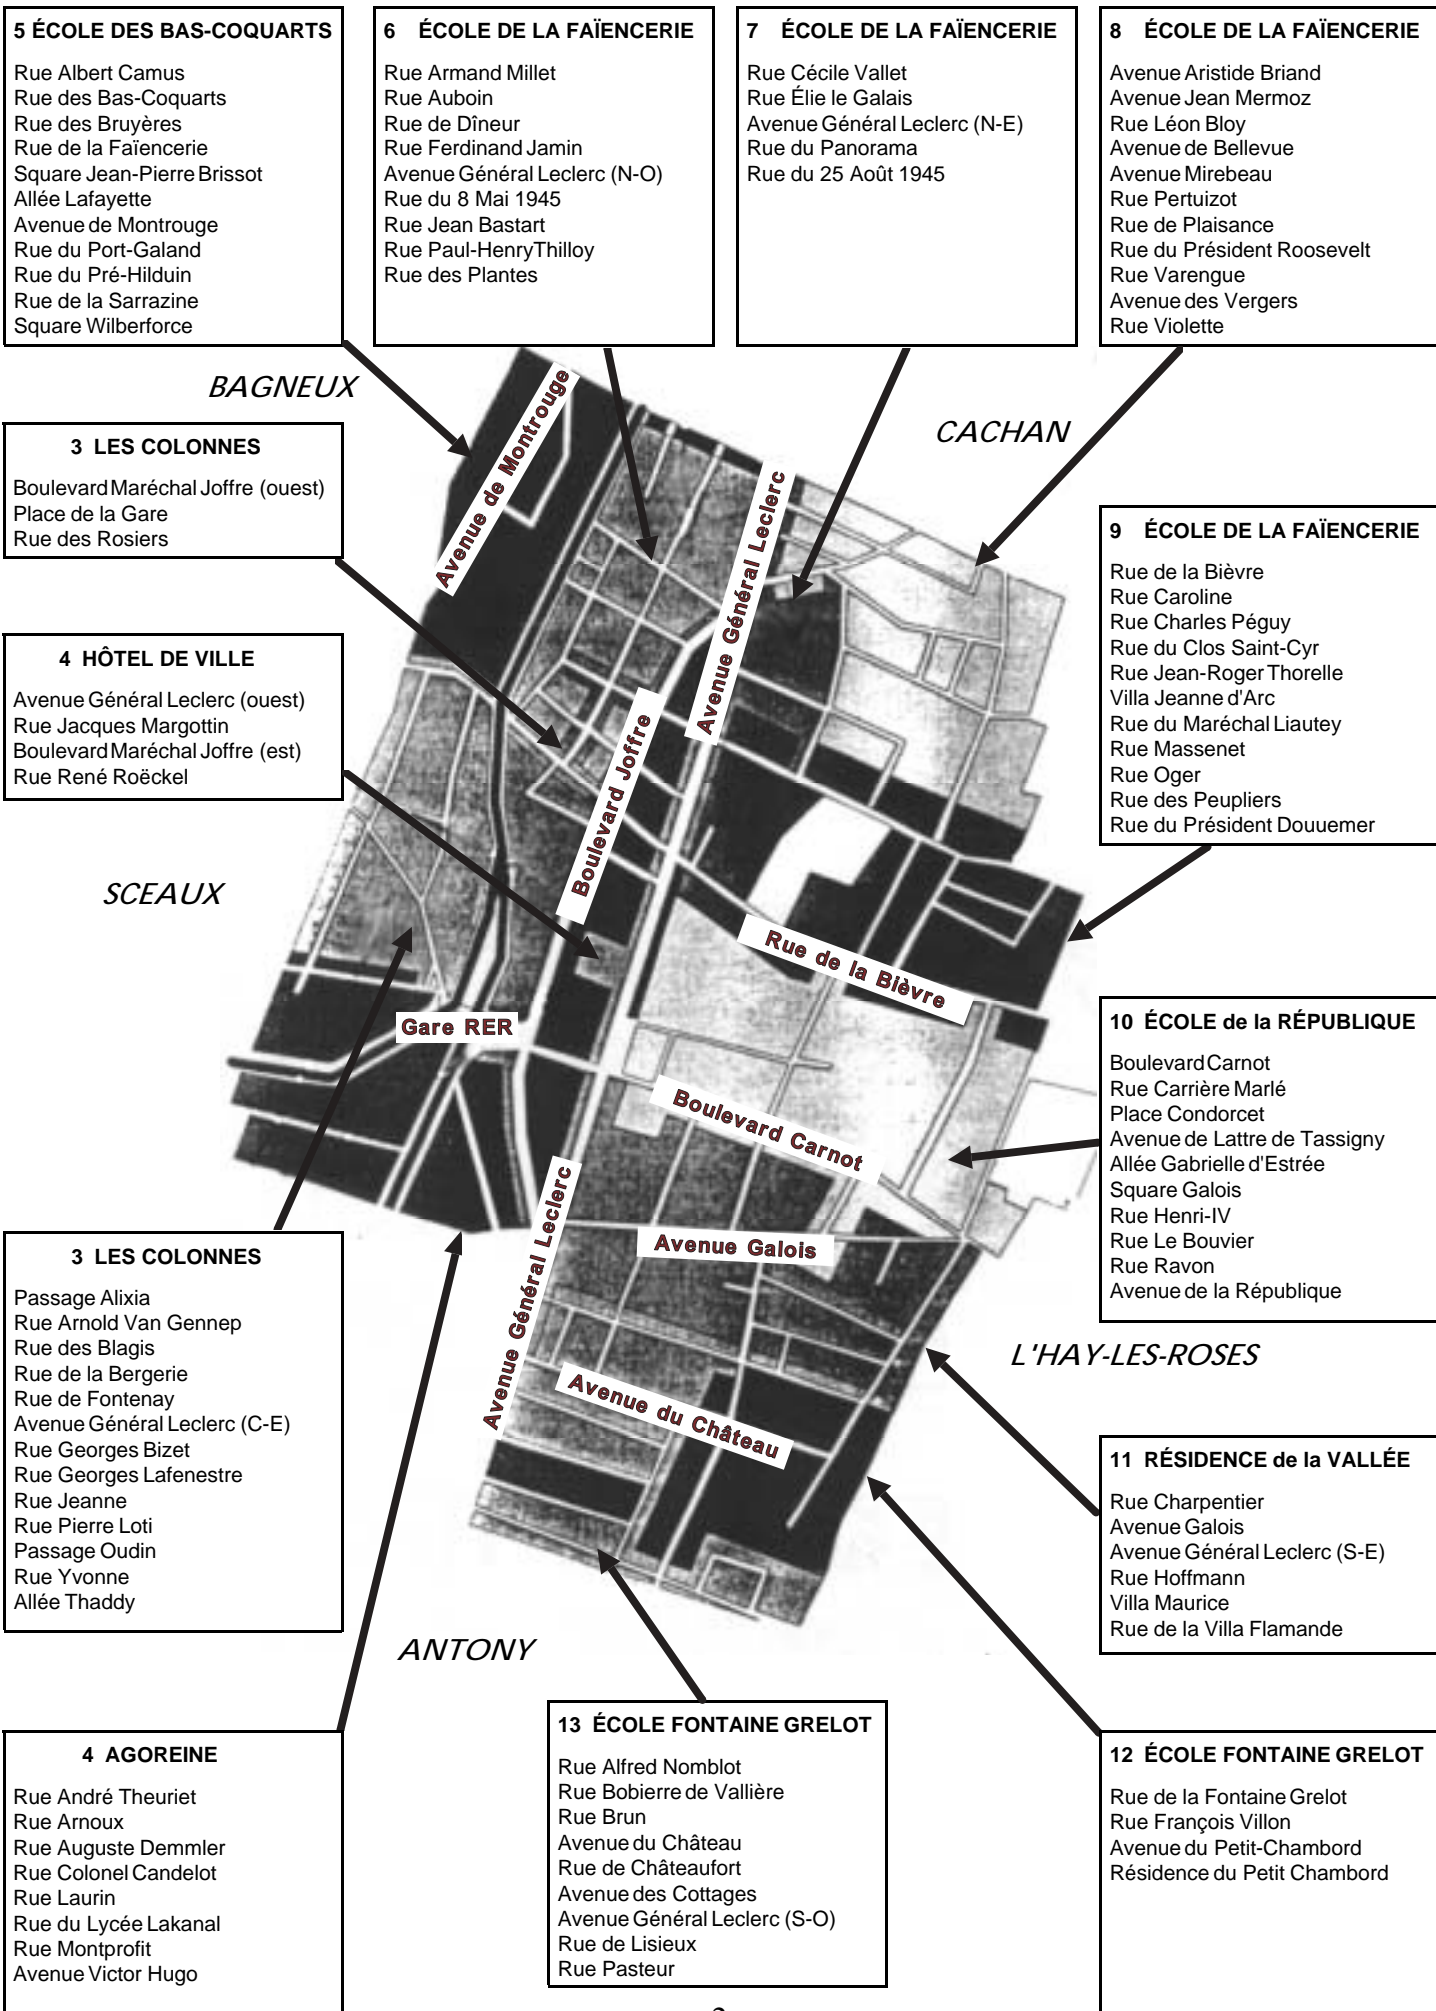 5 ÉCOLE DES BAS-COQUARTS
Rue Albert Camus
Rue des Bas-Coquarts
Rue des Bruyères
Rue de la Faïencerie
Square Jean-Pierre Brissot
Allée Lafayette
Avenue de Montrouge
Rue du Port-Galand
Rue du Pré-Hilduin
Rue de la Sarrazine
Square Wilberforce
6 ÉCOLE DE LA FAÏENCERIE
Rue Armand Millet
Rue Auboin
Rue de Dîneur
Rue Ferdinand Jamin
Avenue Général Leclerc (N-O)
Rue du 8 Mai 1945
Rue Jean Bastart
Rue Paul-HenryThilloy
Rue des Plantes
7 ÉCOLE DE LA FAÏENCERIE
Rue Cécile Vallet
Rue Élie le Galais
Avenue Général Leclerc (N-E)
Rue du Panorama
Rue du 25 Août 1945
8 ÉCOLE DE LA FAÏENCERIE
Avenue Aristide Briand
Avenue Jean Mermoz
Rue Léon Bloy
Avenue de Bellevue
Avenue Mirebeau
Rue Pertuizot
Rue de Plaisance
Rue du Président Roosevelt
Rue Varengue
Avenue des Vergers
Rue Violette
BAGNEUX
CACHAN
3 LES COLONNES
Boulevard Maréchal Joffre (ouest)
Place de la Gare
Rue des Rosiers
Avenue de Montrouge
Avenue Général Leclerc
9 ÉCOLE DE LA FAÏENCERIE
Rue de la Bièvre
Rue Caroline
Rue Charles Péguy
Rue du Clos Saint-Cyr
Rue Jean-Roger Thorelle
Villa Jeanne d'Arc
Rue du Maréchal Liautey
Rue Massenet
Rue Oger
Rue des Peupliers
Rue du Président Douuemer
4 HÔTEL DE VILLE
Avenue Général Leclerc (ouest)
Rue Jacques Margottin
Boulevard Maréchal Joffre (est)
Rue René Roëckel
Boulevard Joffre
SCEAUX
Rue de la Bièvre
Gare RER
10 ÉCOLE de la RÉPUBLIQUE
Boulevard Carnot
Rue Carrière Marlé
Place Condorcet
Avenue de Lattre de Tassigny
Allée Gabrielle d'Estrée
Square Galois
Rue Henri-IV
Rue Le Bouvier
Rue Ravon
Avenue de la République
Boulevard Carnot
Avenue Général Leclerc
Avenue Galois
3 LES COLONNES
Passage Alixia
Rue Arnold Van Gennep
Rue des Blagis
Rue de la Bergerie
Rue de Fontenay
Avenue Général Leclerc (C-E)
Rue Georges Bizet
Rue Georges Lafenestre
Rue Jeanne
Rue Pierre Loti
Passage Oudin
Rue Yvonne
Allée Thaddy
L'HAY-LES-ROSES
Avenue du Château
11 RÉSIDENCE de la VALLÉE
Rue Charpentier
Avenue Galois
Avenue Général Leclerc (S-E)
Rue Hoffmann
Villa Maurice
Rue de la Villa Flamande
ANTONY
4 AGOREINE
Rue André Theuriet
Rue Arnoux
Rue Auguste Demmler
Rue Colonel Candelot
Rue Laurin
Rue du Lycée Lakanal
Rue Montprofit
Avenue Victor Hugo
13 ÉCOLE FONTAINE GRELOT
Rue Alfred Nomblot
Rue Bobierre de Vallière
Rue Brun
Avenue du Château
Rue de Châteaufort
Avenue des Cottages
Avenue Général Leclerc (S-O)
Rue de Lisieux
Rue Pasteur
12 ÉCOLE FONTAINE GRELOT
Rue de la Fontaine Grelot
Rue François Villon
Avenue du Petit-Chambord
Résidence du Petit Chambord